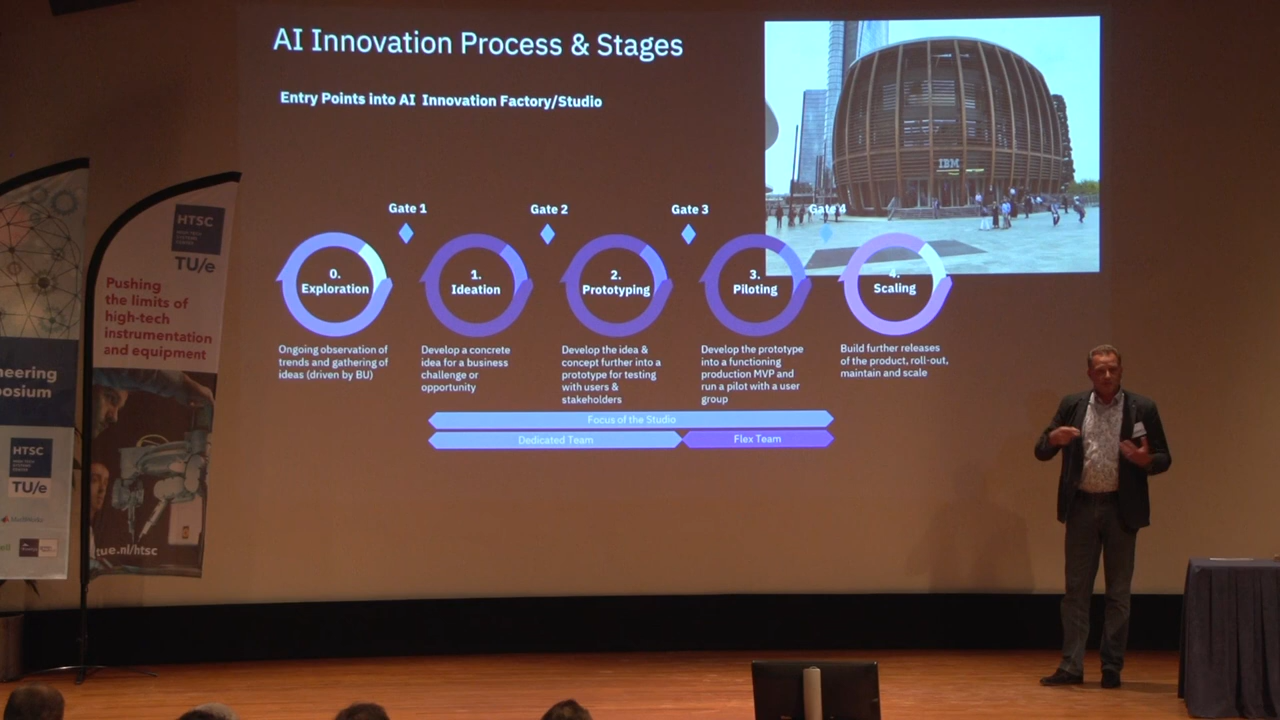 AI Innovation Process & Stages
Entry Points into AI Innovation Factory/Studio
IBM
Gate 1
Gate 2
Gate 3
Gate 4
0.
Exploration
1.
Ideation
2.
Prototyping
3.
Piloting
4.
Scaling
Ongoing observation of
trends and gathering of
ideas (driven by BU)
Develop a concrete
idea for a business
challenge or
opportunity
Develop the idea &
concept further into a
prototype for testing
with users &
stakeholders
Develop the prototype
into a functioning
production MVP and
run a pilot with a user
group
Build further releases
of the product, roll-out,
maintain and scale
Focus of the Studio
Dedicated Team
Flex Team
HTSC
TU/e
Pushing
the limits of
high-tech
instrumentation
and equipment
tue.nl/htsc
neering
posium
HTSC
TU/e